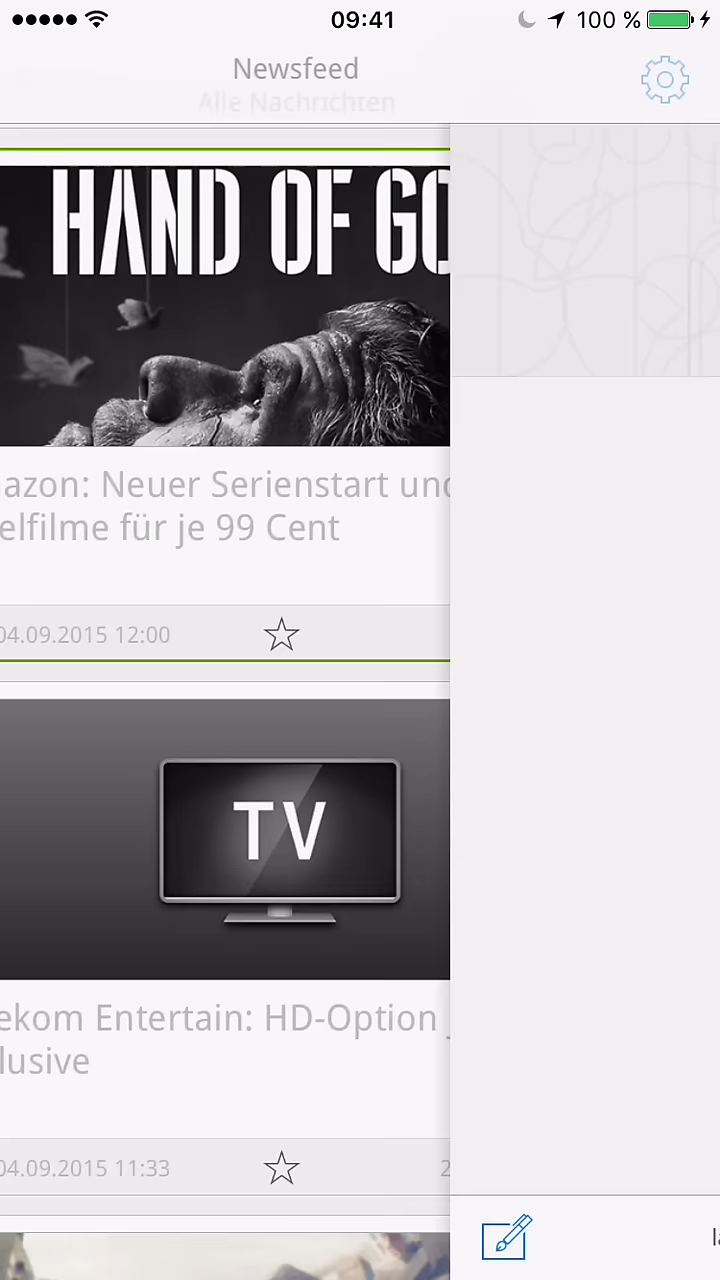 09:41
100 %
Newsfeed
Alle Nachrichten
HAND OF GO
azon: Neuer Serienstart und
elfilme für je 99 Cent
04.09.2015 12:00
TV
ekom Entertain: HD-Option
lusive
04.09.2015 11:33
2